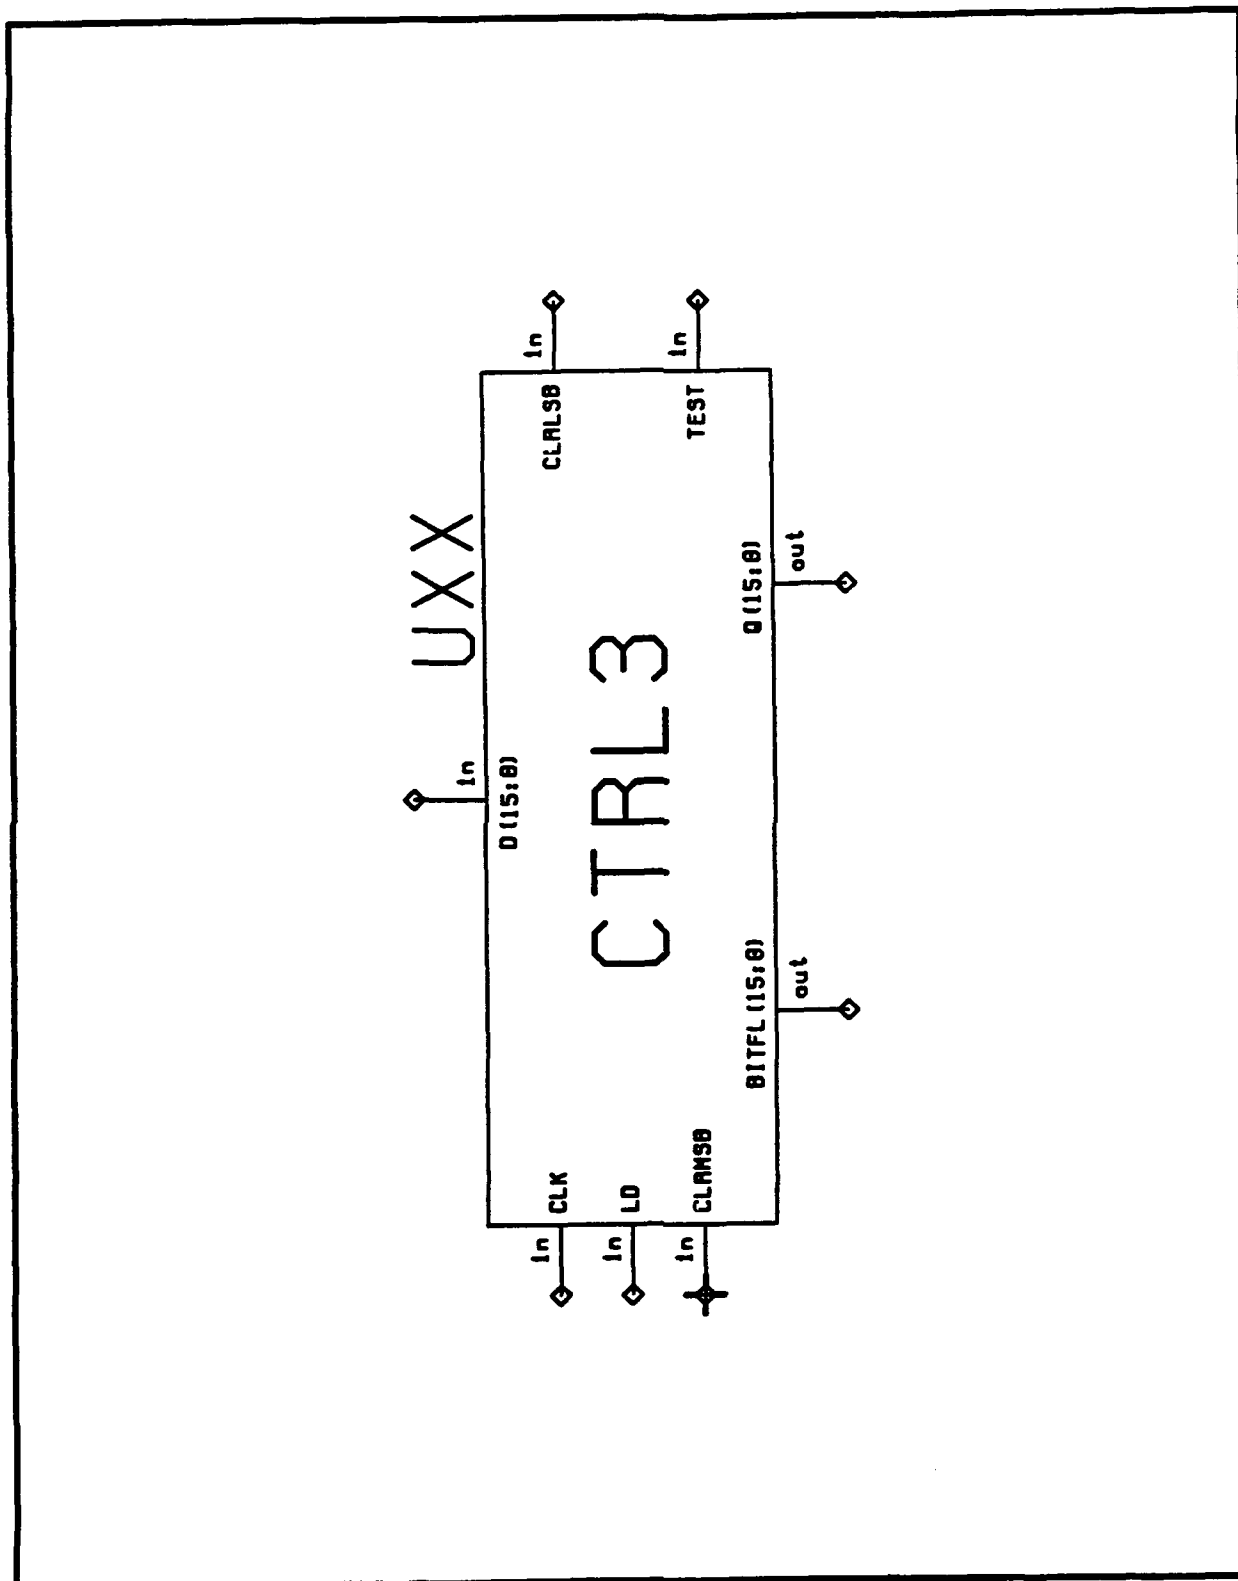 UXX
in
D(15:0)
in CLK CLRLSB in
in LD
CTRL3
in CLRMSB TEST in
BITFL(15:0) Q(15:0)
out out